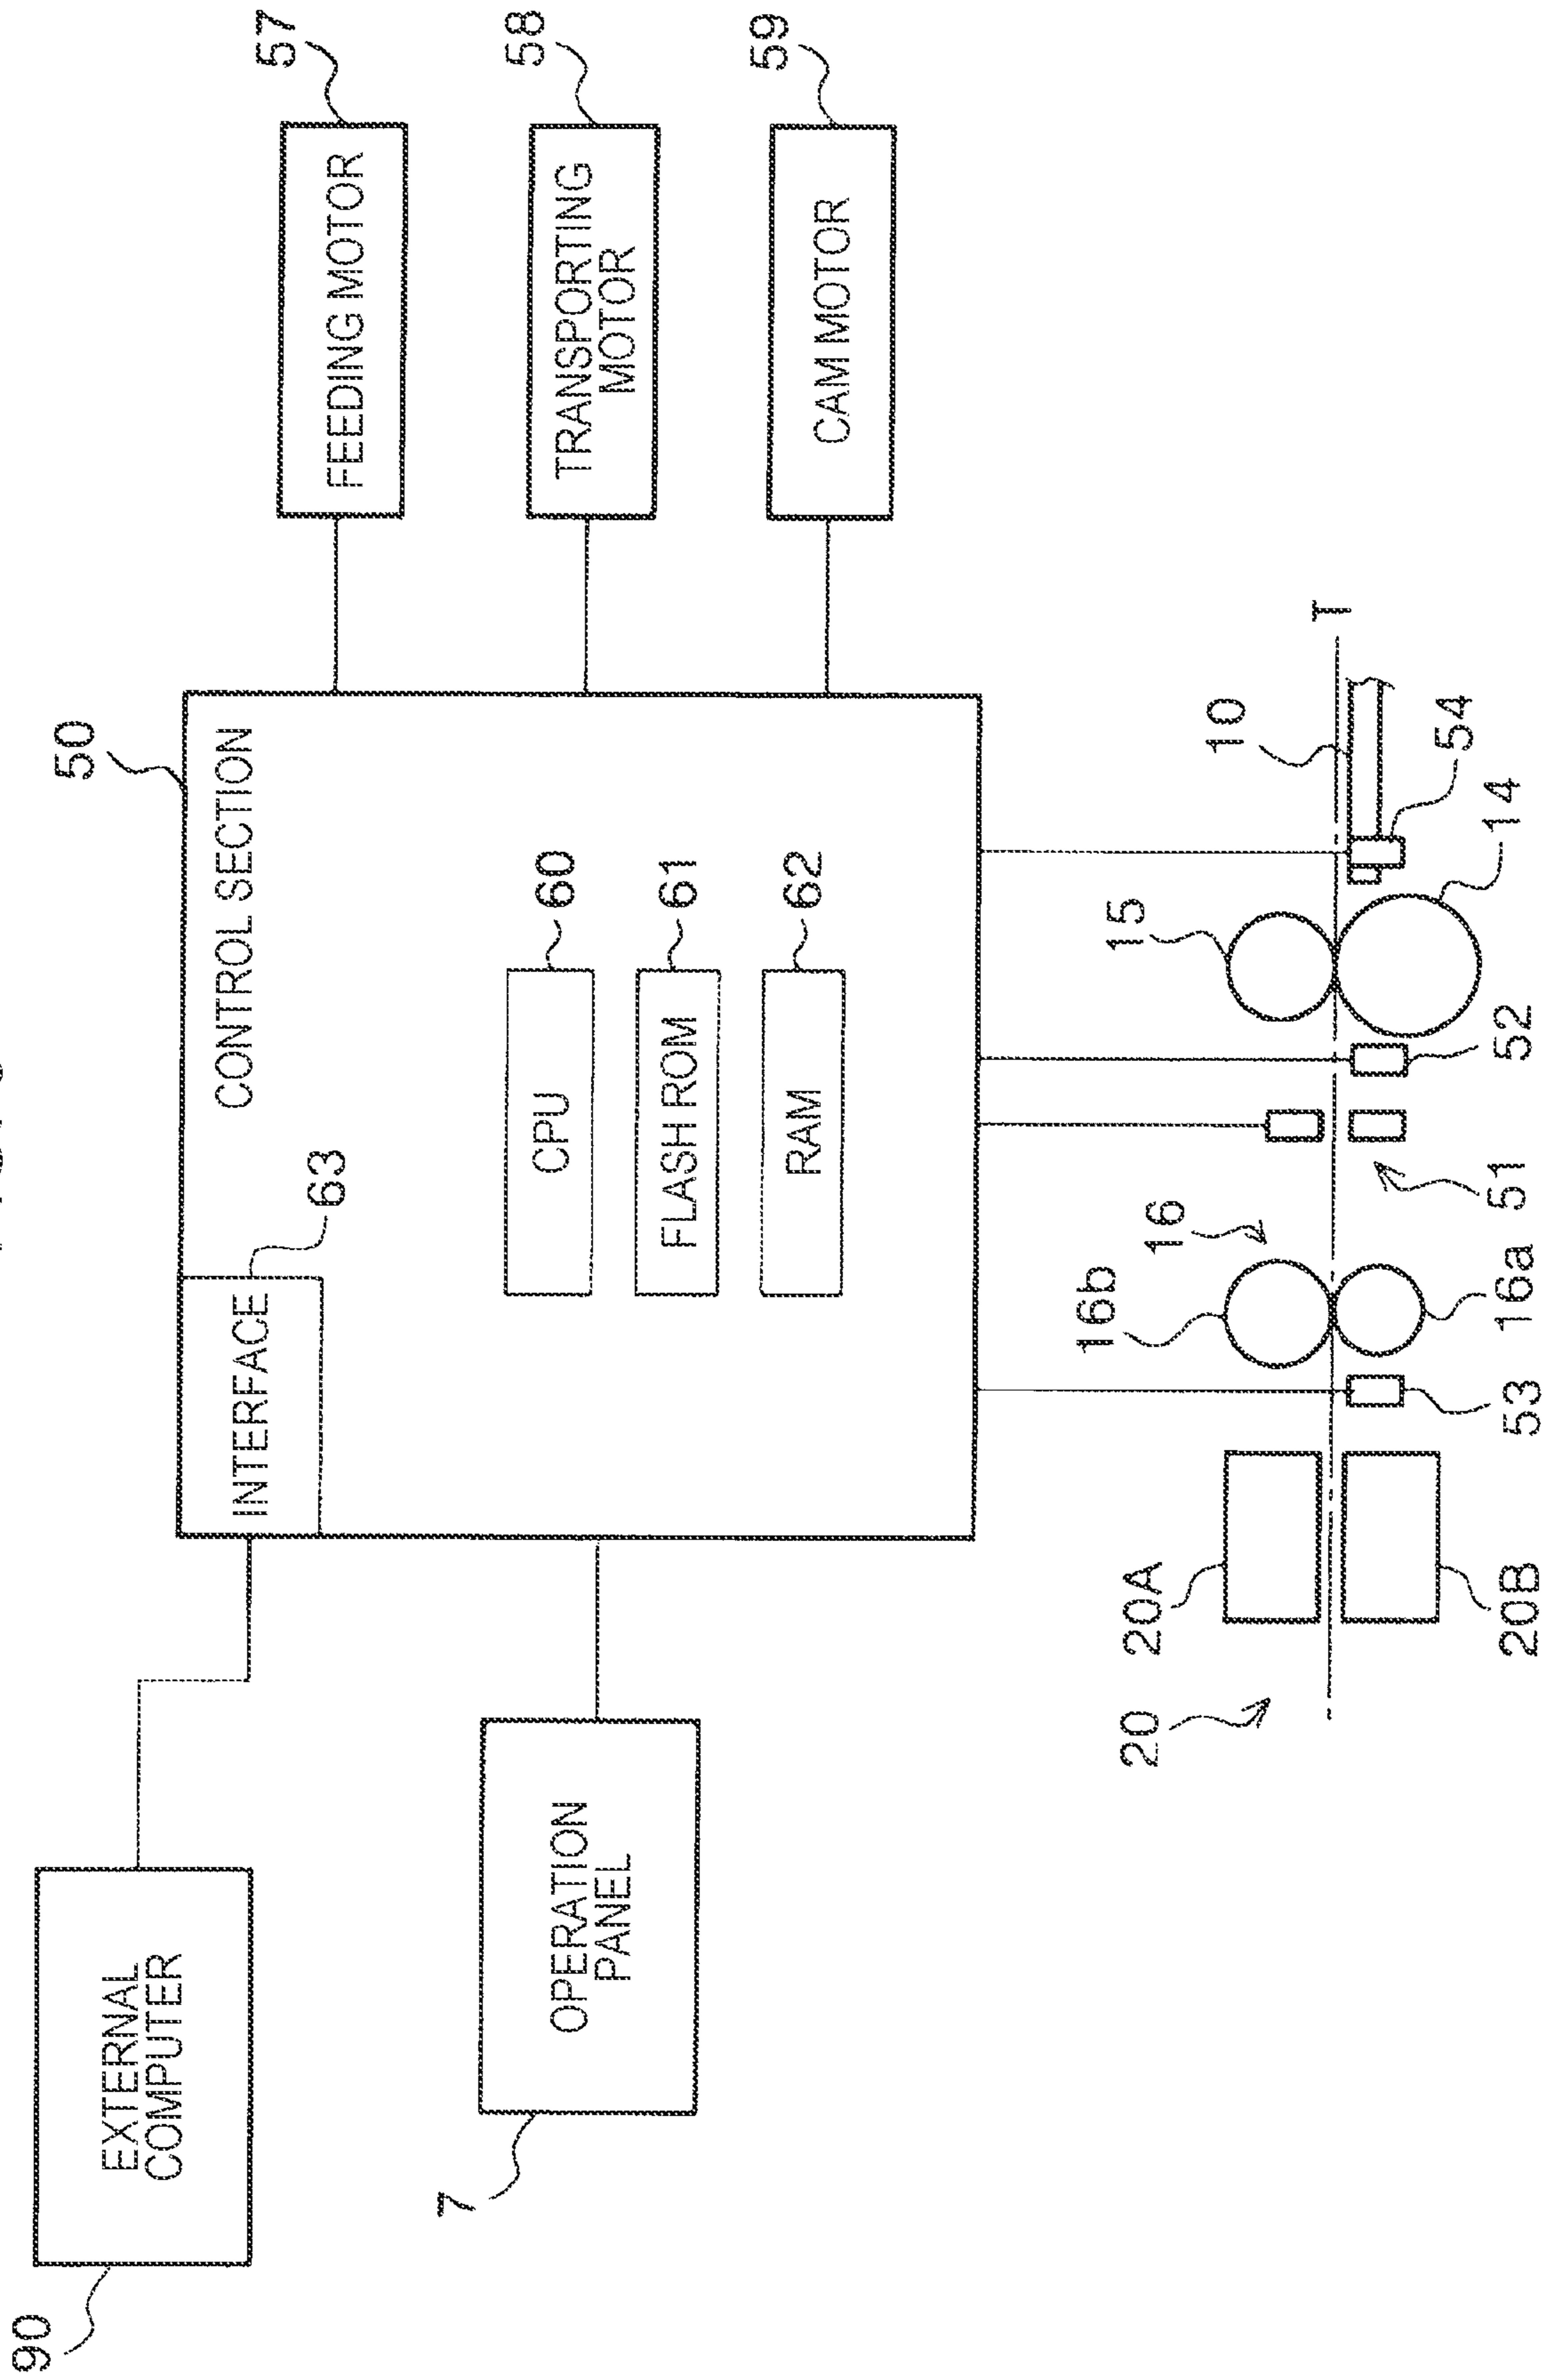 90
EXTERNAL
COMPUTER
7
OPERATION
PANEL
INTERFACE
63
50
CONTROL SECTION
CPU
60
FLASH ROM
61
RAM
62
57
FEEDING MOTOR
58
TRANSPORTING
MOTOR
59
CAM MOTOR
20
20A
20B
53
16b
16
16a
51
52
15
14
10
54
T